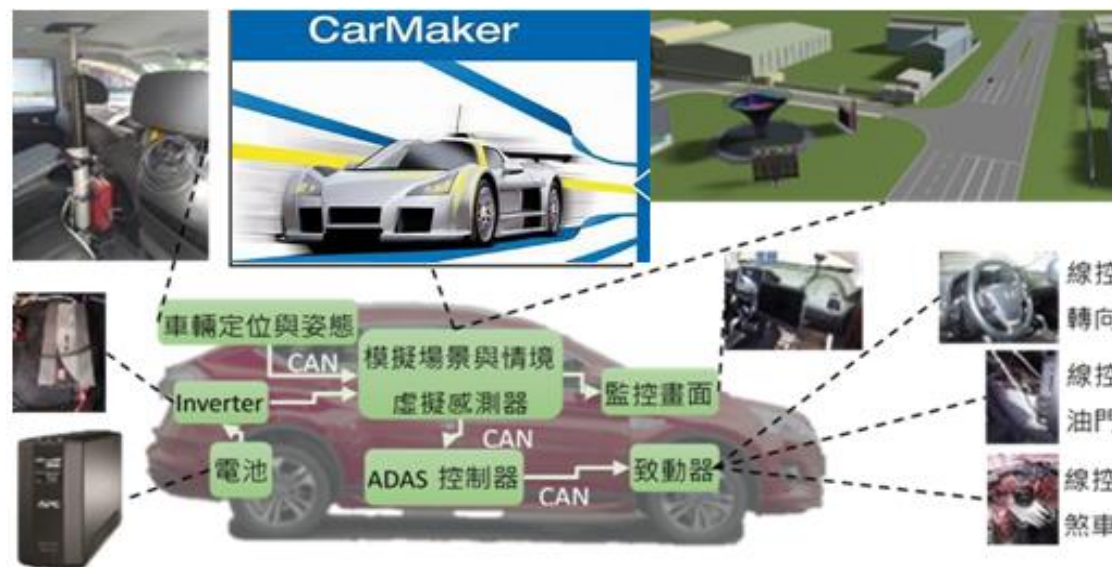 CarMaker
線控
轉向
車輛定位與姿態
CAN
模擬場景與情境
虛擬感測器
Inverter
監控畫面
線控
油門
CAN
電池
ADAS 控制器
CAN
致動器
線控
煞車
APC